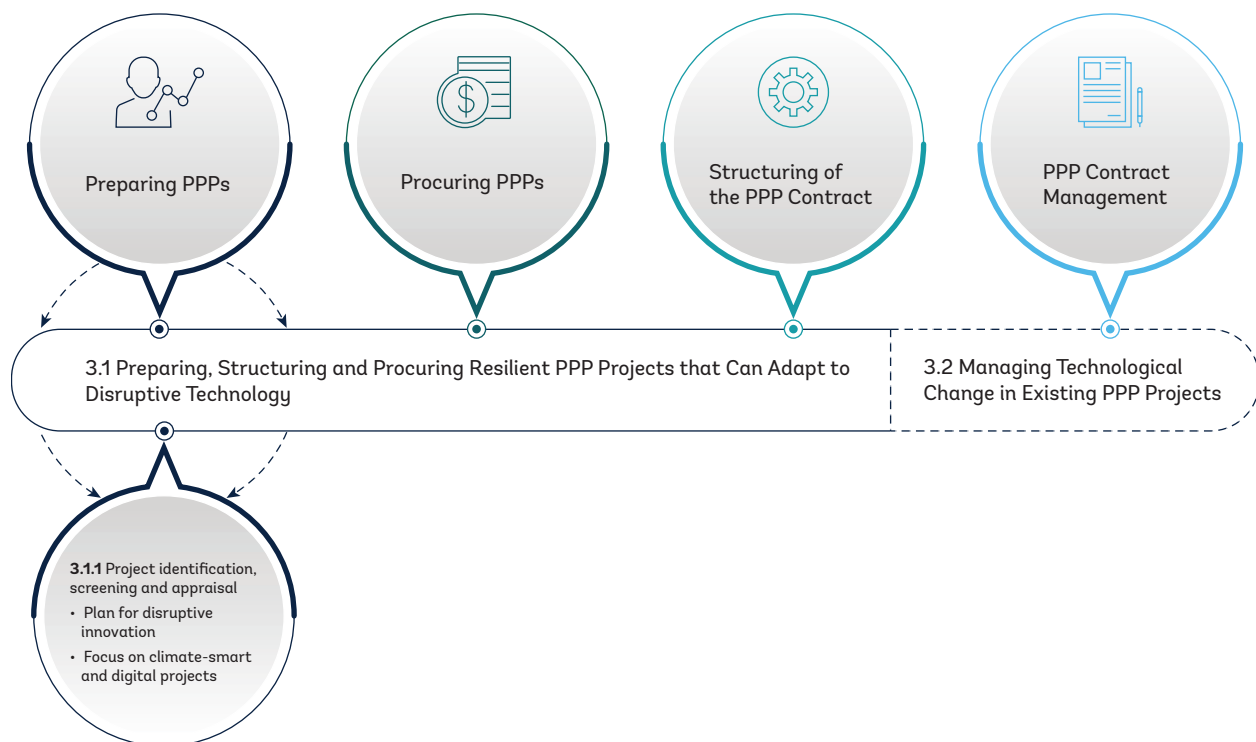 Preparing PPPs
Procuring PPPs
Structuring of
the PPP Contract
PPP Contract
Management
$
3.1 Preparing, Structuring and Procuring Resilient PPP Projects that Can Adapt to
Disruptive Technology
3.2 Managing Technological
Change in Existing PPP Projects
3.1.1 Project identification,
screening and appraisal
• Plan for disruptive
innovation
• Focus on climate-smart
and digital projects